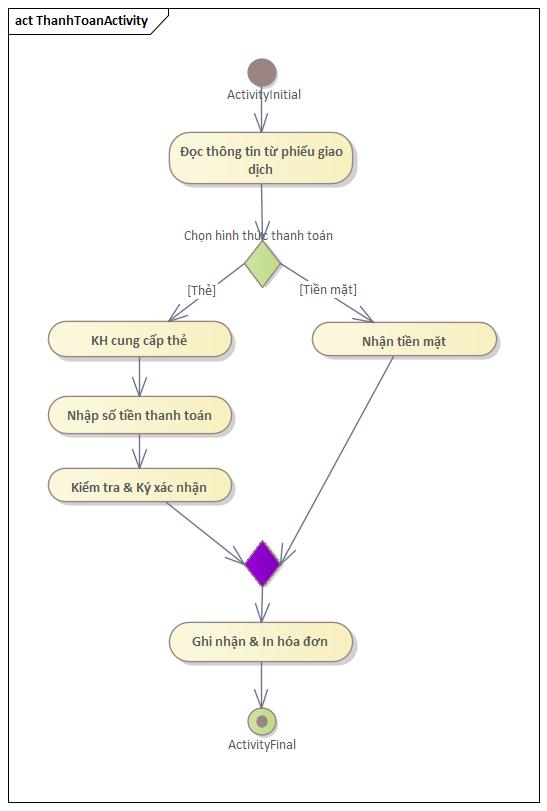 act ThanhToanActivity
ActivityInitial
Đọc thông tin từ phiếu giao
dịch
Chọn hình thức thanh toán
[Thẻ]
[Tiền mặt]
KH cung cấp thẻ
Nhận tiền mặt
Nhập số tiền thanh toán
Kiểm tra & Ký xác nhận
Ghi nhận & In hóa đơn
ActivityFinal